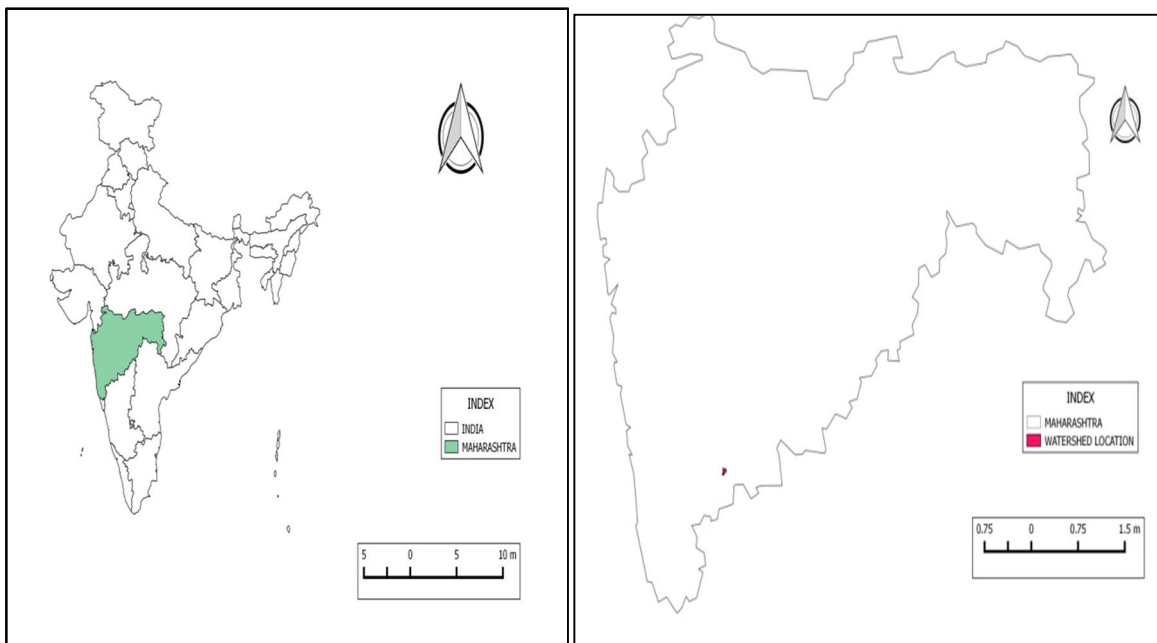 INDEX
INDIA
MAHARASHTRA
5 0 5 10 m
INDEX
MAHARASHTRA
WATERSHED LOCATION
0.75 0 0.75 1.5 m